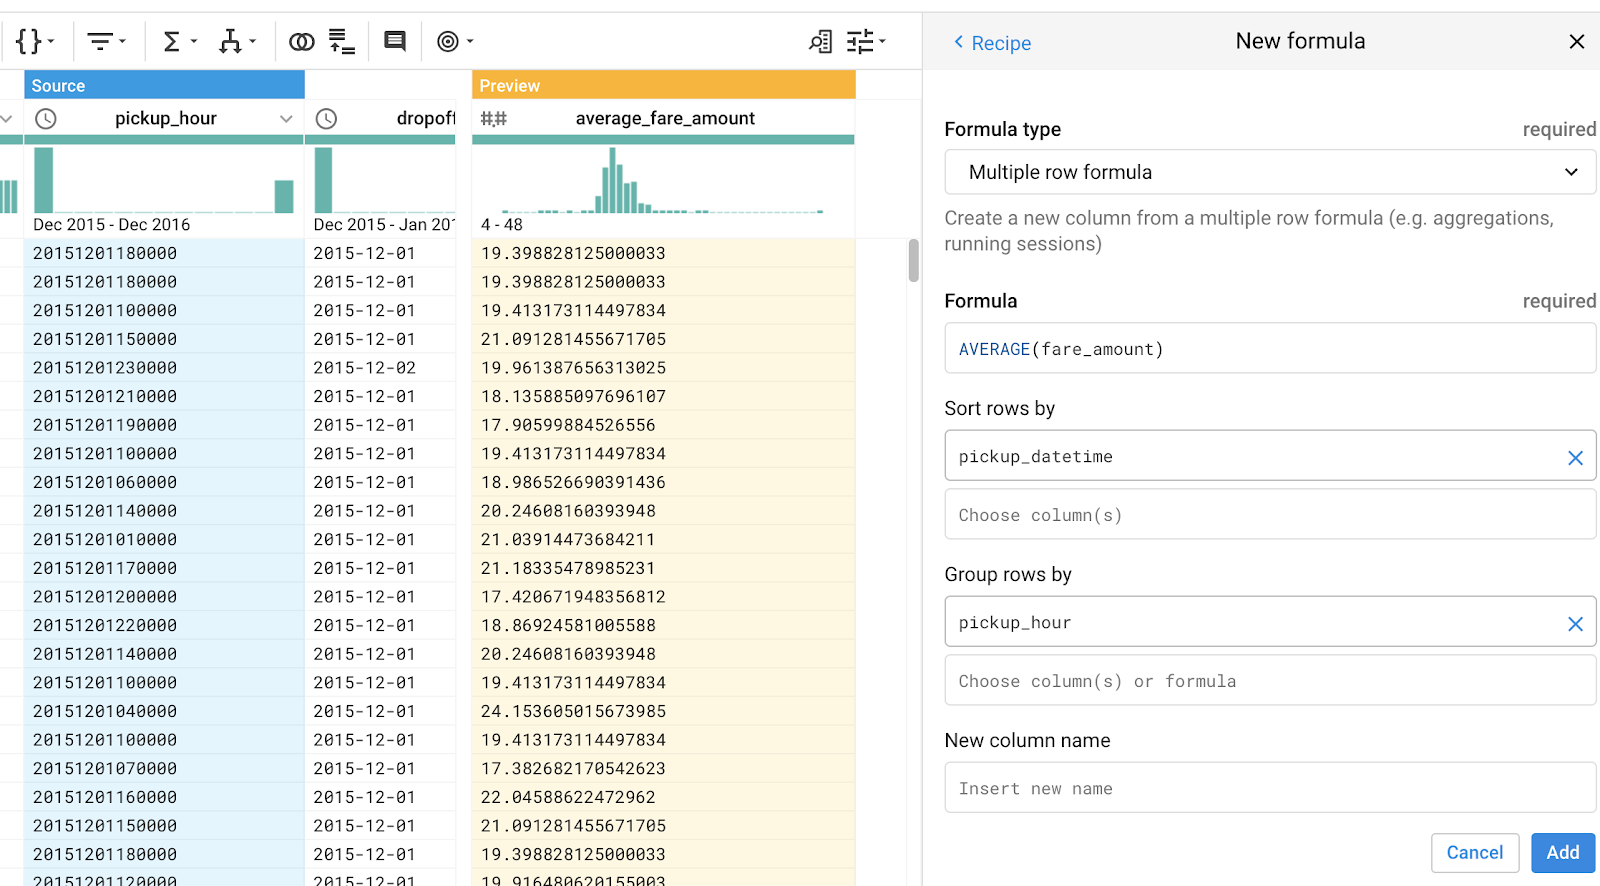 Recipe
New formula
Source
Preview
pickup_hour
dropoff
average_fare_amount
Dec 2015 - Dec 2016
Dec 2015 - Jan 201
4 - 48
20151201180000 2015-12-01 19.398828125000033
20151201180000 2015-12-01 19.398828125000033
20151201100000 2015-12-01 19.413173114497834
20151201150000 2015-12-01 21.091281455671705
20151201230000 2015-12-02 19.961387656313025
20151201210000 2015-12-01 18.135885097696107
20151201190000 2015-12-01 17.90599884526556
20151201100000 2015-12-01 19.413173114497834
20151201060000 2015-12-01 18.986526690391436
20151201140000 2015-12-01 20.24608160393948
20151201010000 2015-12-01 21.03914473684211
20151201170000 2015-12-01 21.18335478985231
20151201200000 2015-12-01 17.420671948356812
20151201220000 2015-12-01 18.86924581005588
20151201140000 2015-12-01 20.24608160393948
20151201100000 2015-12-01 19.413173114497834
20151201040000 2015-12-01 24.153605015673985
20151201100000 2015-12-01 19.413173114497834
20151201070000 2015-12-01 17.382682170542623
20151201160000 2015-12-01 22.04588622472962
20151201150000 2015-12-01 21.091281455671705
20151201180000 2015-12-01 19.398828125000033
20151201120000 2015-12-01 19.916480620155003
Formula type
required
Multiple row formula
Create a new column from a multiple row formula (e.g. aggregations,
running sessions)
Formula
required
AVERAGE(fare_amount)
Sort rows by
pickup_datetime
Choose column(s)
Group rows by
pickup_hour
Choose column(s) or formula
New column name
Insert new name
Cancel
Add